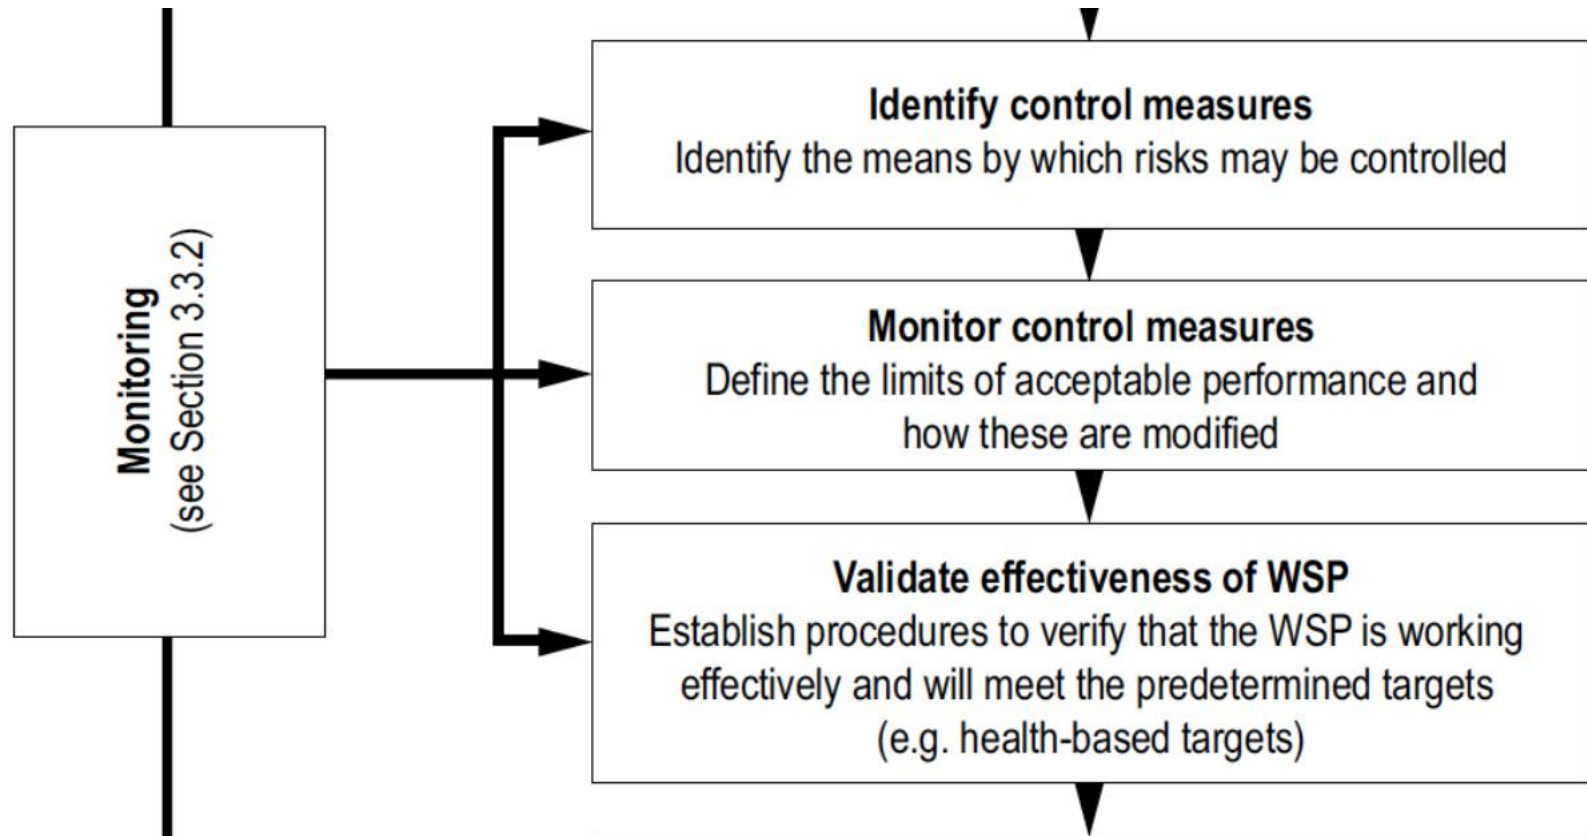 Monitoring
(see Section 3.3.2)
Identify control measures
Identify the means by which risks may be controlled
Monitor control measures
Define the limits of acceptable performance and
how these are modified
Validate effectiveness of WSP
Establish procedures to verify that the WSP is working
effectively and will meet the predetermined targets
(e.g. health-based targets)